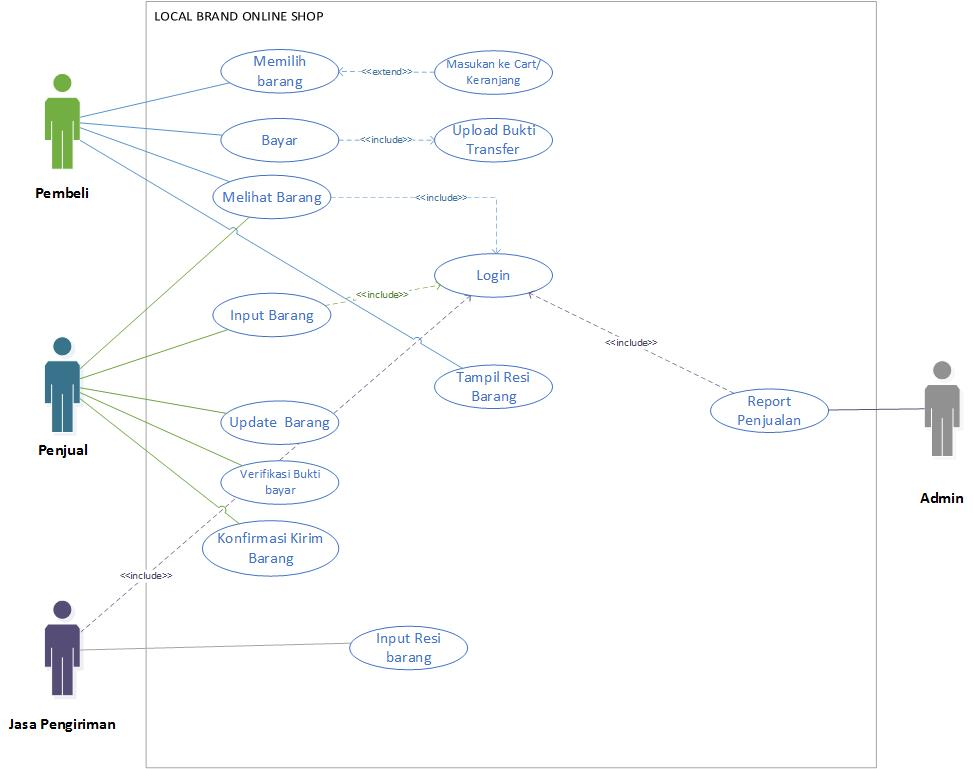 LOCAL BRAND ONLINE SHOP
Memilih
barang
<<extend>>
Masukan ke Cart/
Keranjang
Pembeli
Bayar
<<include>>
Upload Bukti
Transfer
Melihat Barang
<<include>>
Login
<<include>>
Input Barang
<<include>>
Tampil Resi
Barang
Report
Penjualan
Penjual
Update Barang
Verifikasi Bukti
bayar
Admin
Konfirmasi Kirim
Barang
<<include>>
Input Resi
barang
Jasa Pengiriman